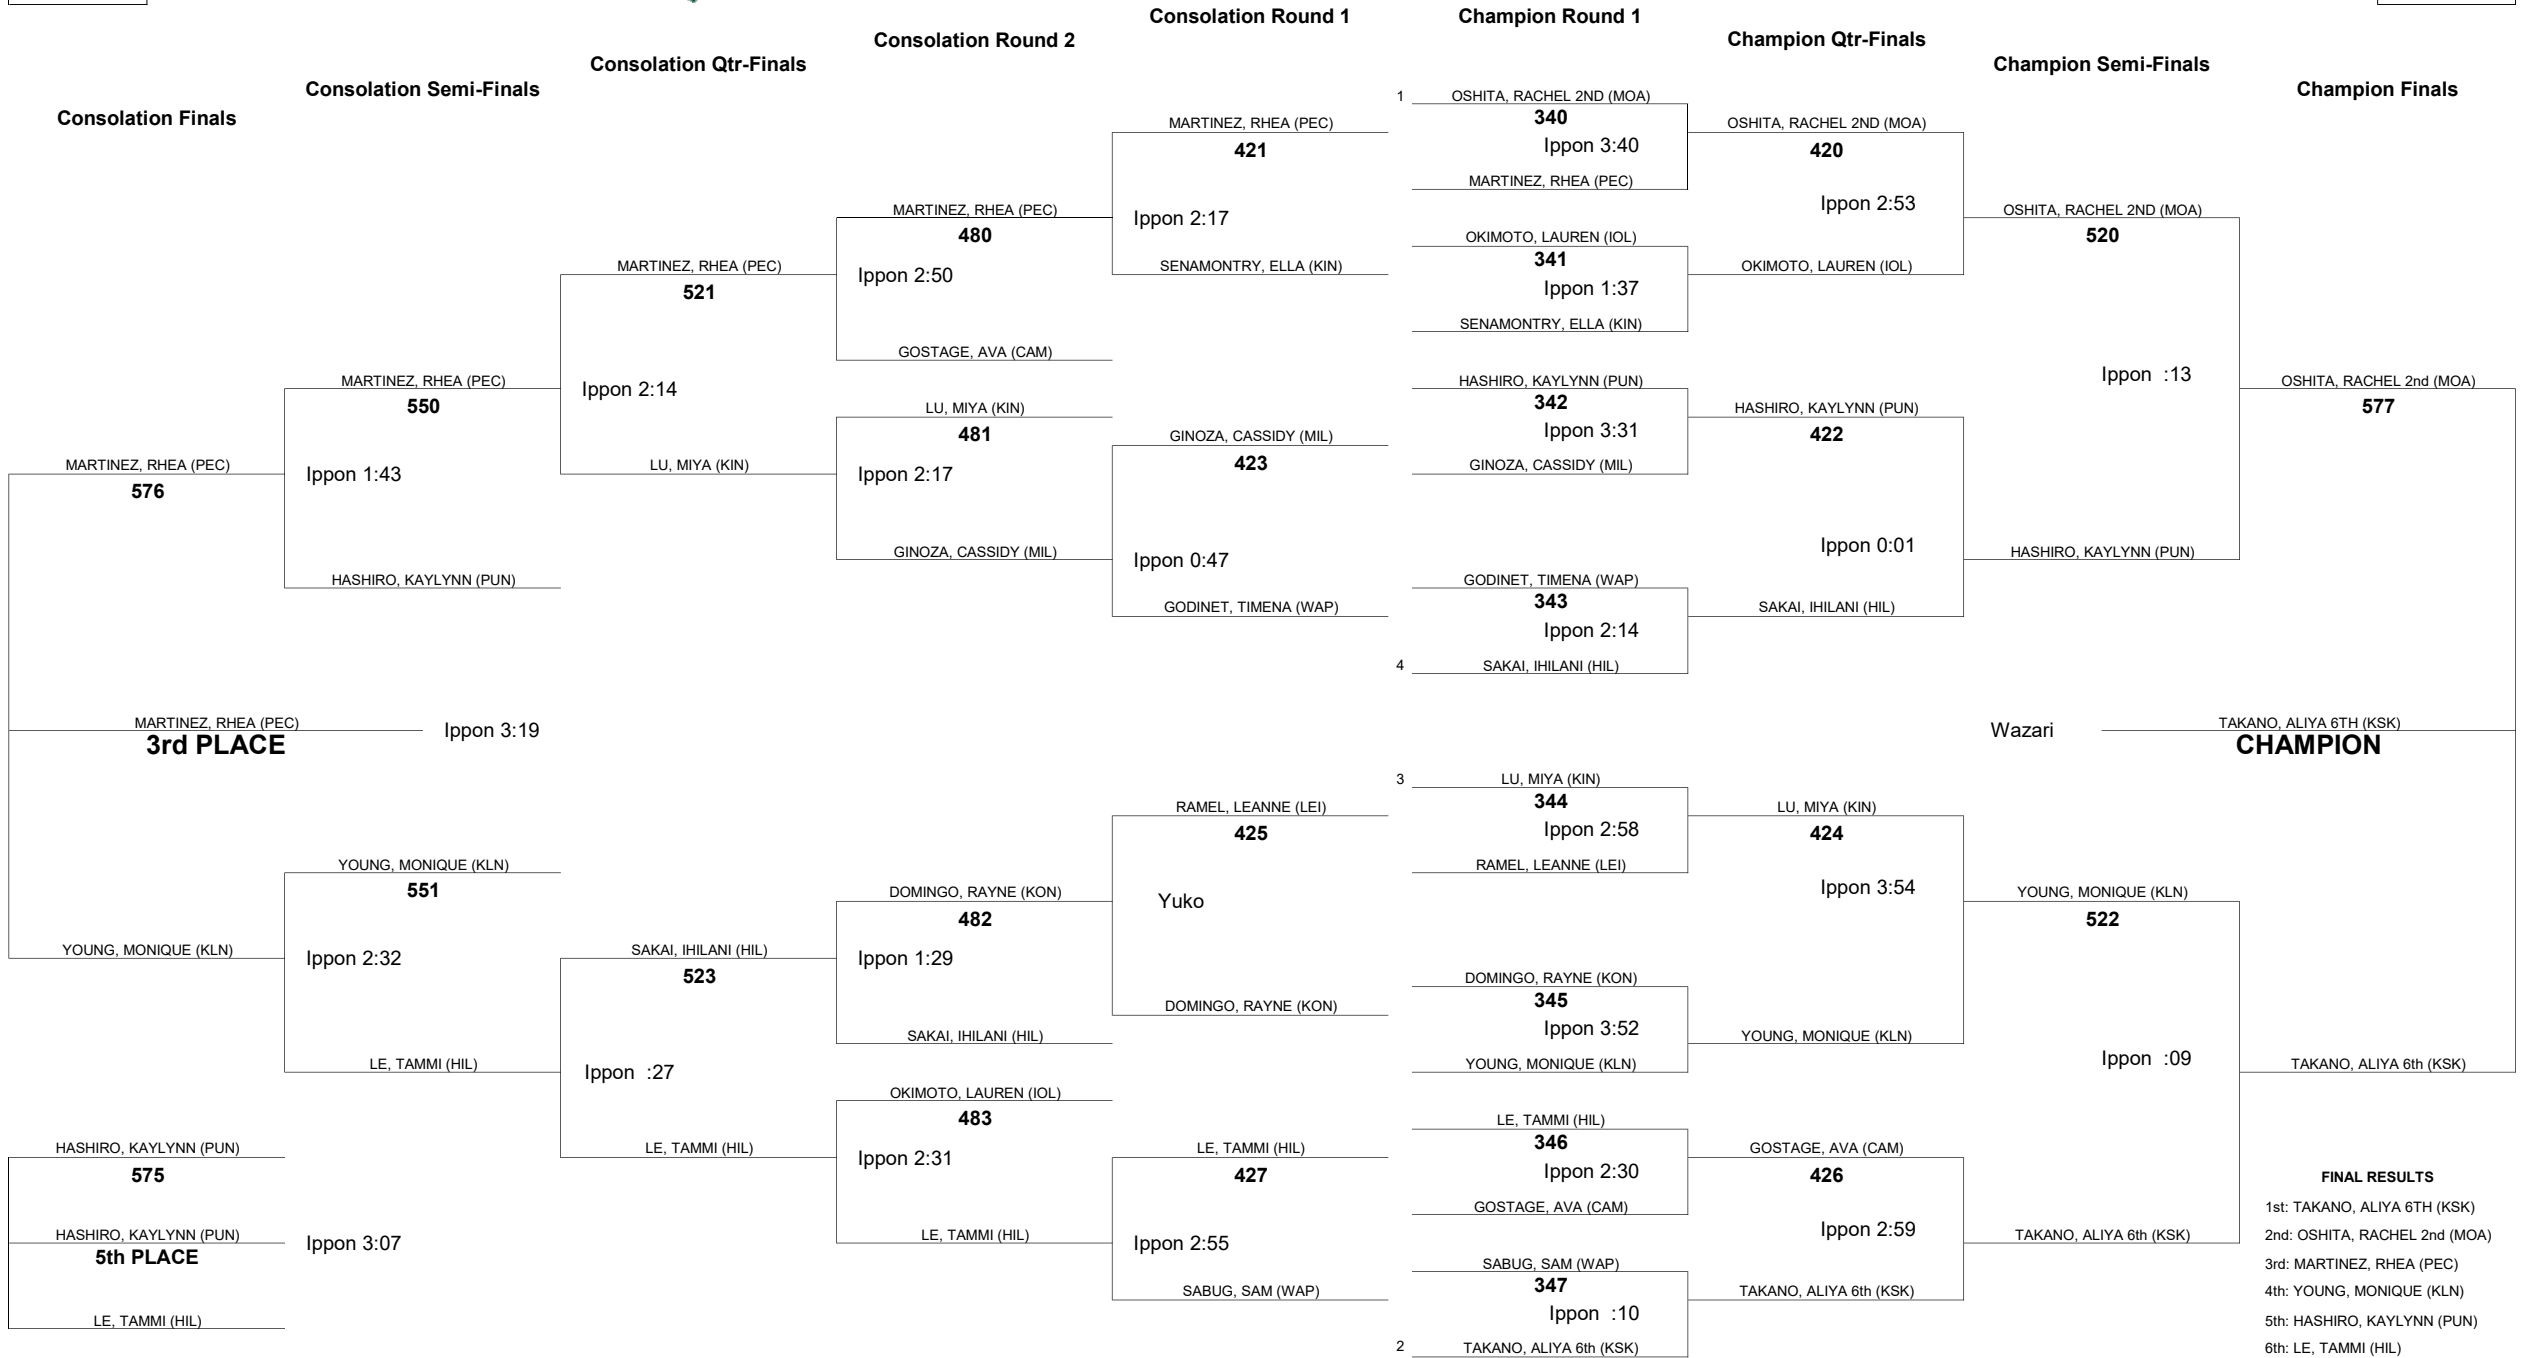 Consolation Round 1
Champion Round 1
Consolation Round 2
Champion Qtr-Finals
Consolation Qtr-Finals
Champion Semi-Finals
Consolation Semi-Finals
Champion Finals
Consolation Finals
MARTINEZ, RHEA (PEC)
576
YOUNG, MONIQUE (KLN)
MARTINEZ, RHEA (PEC)
Ippon 3:19
3rd PLACE
HASHIRO, KAYLYNN (PUN)
575
HASHIRO, KAYLYNN (PUN)
Ippon 3:07
5th PLACE
LE, TAMMI (HIL)
MARTINEZ, RHEA (PEC)
550
Ippon 1:43
HASHIRO, KAYLYNN (PUN)
YOUNG, MONIQUE (KLN)
551
Ippon 2:32
LE, TAMMI (HIL)
MARTINEZ, RHEA (PEC)
521
Ippon 2:14
LU, MIYA (KIN)
SAKAI, IHILANI (HIL)
523
Ippon :27
LE, TAMMI (HIL)
MARTINEZ, RHEA (PEC)
480
Ippon 2:50
GOSTAGE, AVA (CAM)
LU, MIYA (KIN)
481
Ippon 2:17
GINOZA, CASSIDY (MIL)
DOMINGO, RAYNE (KON)
482
Ippon 1:29
SAKAI, IHILANI (HIL)
OKIMOTO, LAUREN (IOL)
483
Ippon 2:31
LE, TAMMI (HIL)
MARTINEZ, RHEA (PEC)
421
Ippon 2:17
SENAMONTRY, ELLA (KIN)
GINOZA, CASSIDY (MIL)
423
Ippon 0:47
GODINET, TIMENA (WAP)
RAMEL, LEANNE (LEI)
425
Yuko
DOMINGO, RAYNE (KON)
LE, TAMMI (HIL)
427
Ippon 2:55
SABUG, SAM (WAP)
1
OSHITA, RACHEL 2ND (MOA)
340
Ippon 3:40
MARTINEZ, RHEA (PEC)
OKIMOTO, LAUREN (IOL)
341
Ippon 1:37
SENAMONTRY, ELLA (KIN)
HASHIRO, KAYLYNN (PUN)
342
Ippon 3:31
GINOZA, CASSIDY (MIL)
GODINET, TIMENA (WAP)
343
Ippon 2:14
4
SAKAI, IHILANI (HIL)
3
LU, MIYA (KIN)
344
Ippon 2:58
RAMEL, LEANNE (LEI)
DOMINGO, RAYNE (KON)
345
Ippon 3:52
YOUNG, MONIQUE (KLN)
LE, TAMMI (HIL)
346
Ippon 2:30
GOSTAGE, AVA (CAM)
SABUG, SAM (WAP)
347
Ippon :10
2
TAKANO, ALIYA 6th (KSK)
OSHITA, RACHEL 2ND (MOA)
420
Ippon 2:53
OKIMOTO, LAUREN (IOL)
HASHIRO, KAYLYNN (PUN)
422
Ippon 0:01
SAKAI, IHILANI (HIL)
LU, MIYA (KIN)
424
Ippon 3:54
YOUNG, MONIQUE (KLN)
GOSTAGE, AVA (CAM)
426
Ippon 2:59
TAKANO, ALIYA 6th (KSK)
OSHITA, RACHEL 2ND (MOA)
520
Ippon :13
HASHIRO, KAYLYNN (PUN)
YOUNG, MONIQUE (KLN)
522
Ippon :09
TAKANO, ALIYA 6th (KSK)
OSHITA, RACHEL 2nd (MOA)
577
Wazari
TAKANO, ALIYA 6TH (KSK)
CHAMPION
TAKANO, ALIYA 6th (KSK)
FINAL RESULTS
1st: TAKANO, ALIYA 6TH (KSK)
2nd: OSHITA, RACHEL 2nd (MOA)
3rd: MARTINEZ, RHEA (PEC)
4th: YOUNG, MONIQUE (KLN)
5th: HASHIRO, KAYLYNN (PUN)
6th: LE, TAMMI (HIL)